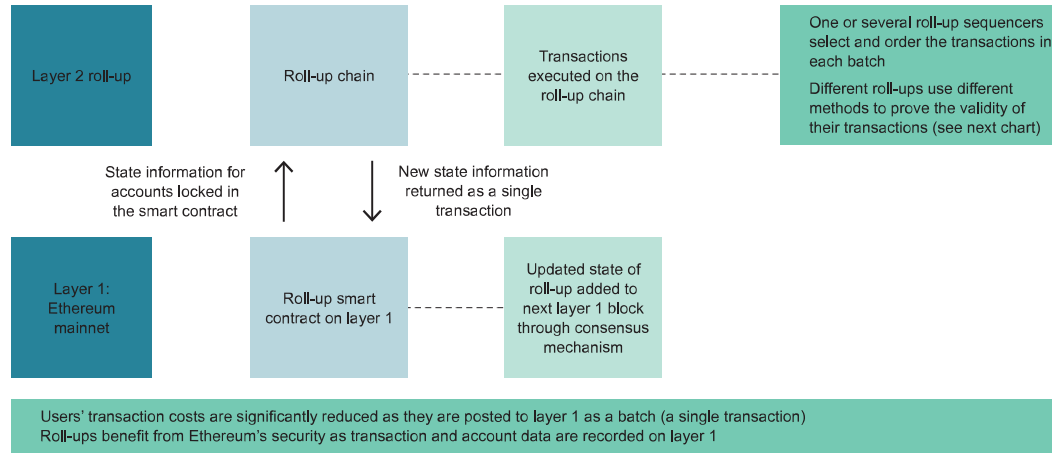 Layer 2 roll-up
Roll-up chain
Transactions
executed on the
roll-up chain
One or several roll-up sequencers
select and order the transactions in
each batch
Different roll-ups use different
methods to prove the validity of
their transactions (see next chart)
State information for
accounts locked in
the smart contract
New state information
returned as a single
transaction
Layer 1:
Ethereum
mainnet
Roll-up smart
contract on layer 1
Updated state of
roll-up added to
next layer 1 block
through consensus
mechanism
Users’ transaction costs are significantly reduced as they are posted to layer 1 as a batch (a single transaction)
Roll-ups benefit from Ethereum’s security as transaction and account data are recorded on layer 1